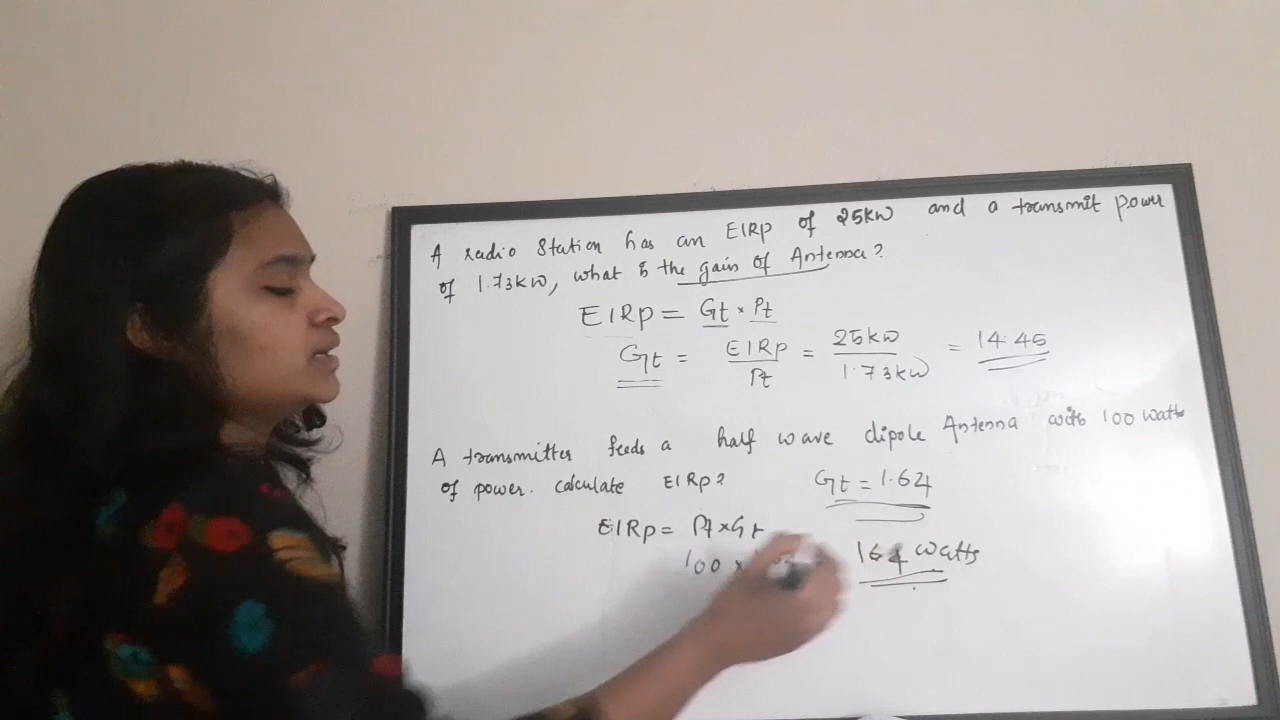 A radio Station has an EIRP of 25KW and a transmit power
of 1.73KW, what is the gain of Antenna?
EIRP = Gt × Pt
Gt = EIRP / Pt = 25KW / 1.73KW = 14.45
A transmitter feeds a half wave dipole Antenna with 100 watts
of power. Calculate EIRP? Gt = 1.64
EIRP = Pt × Gt
100 × 164 watts